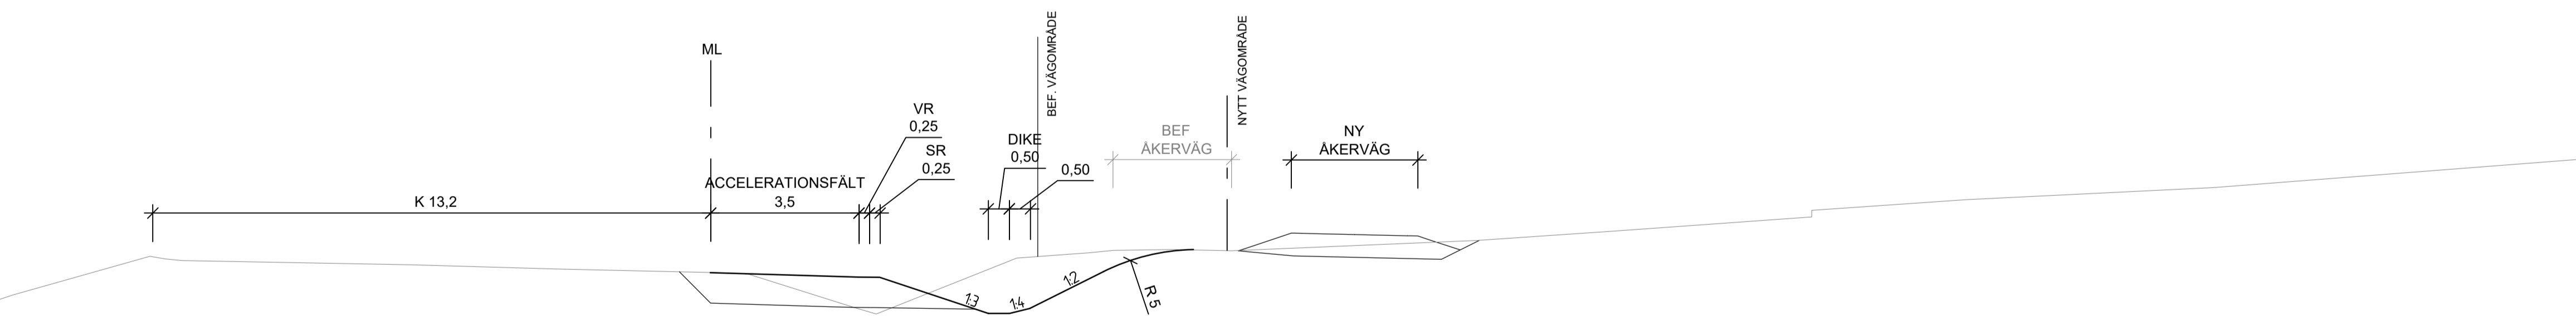 ML
K 13,2
ACCELERATIONSFÄLT
3,5
VR
0,25
SR
0,25
DIKE
0,50
0,50
BEF. VÄGOMRÅDE
BEF
ÅKERVÄG
NYTT VÄGOMRÅDE
NY
ÅKERVÄG
1:3
1:4
1:2
R 5